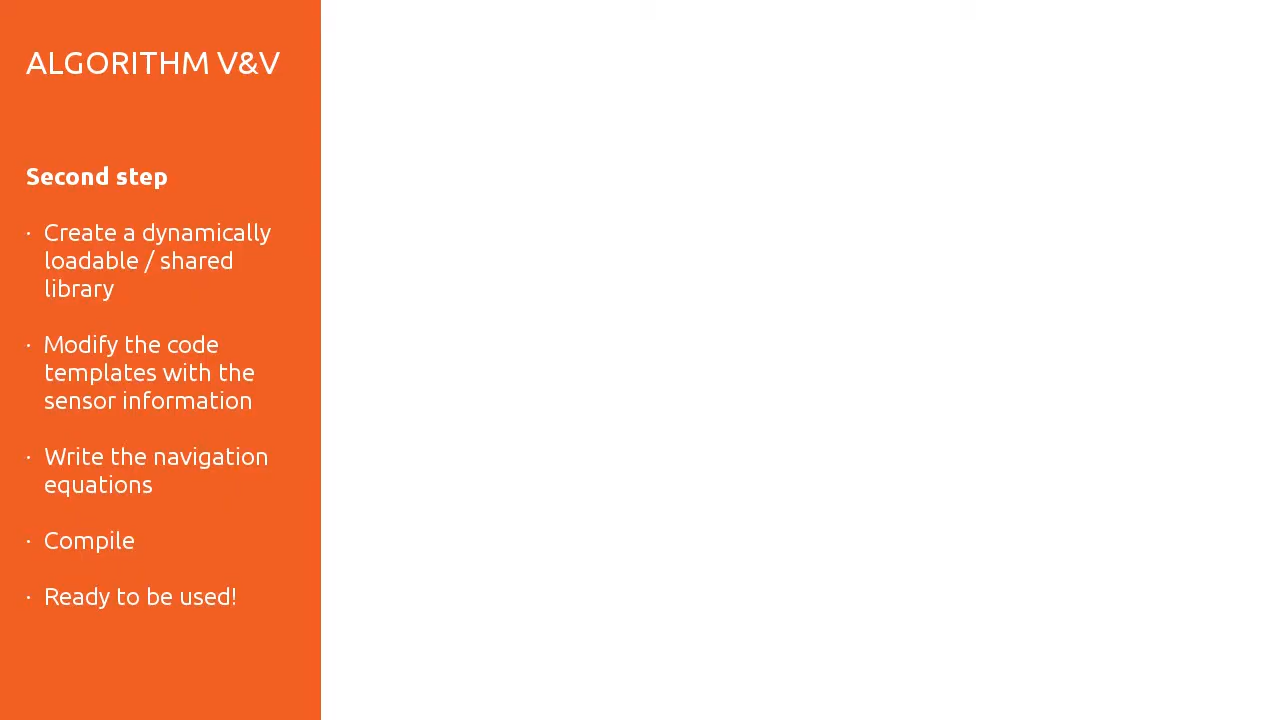 ALGORITHM V&V
Second step
· Create a dynamically
loadable / shared
library
· Modify the code
templates with the
sensor information
· Write the navigation
equations
· Compile
· Ready to be used!